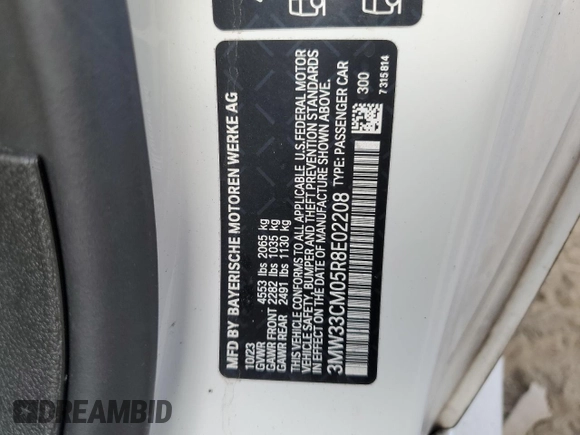 MFD BY BAYERISCHE MOTOREN WERKE AG
10/23
GVWR 4553 lbs 2065 kg
GAWR FRONT 2282 lbs 1035 kg
GAWR REAR 2491 lbs 1130 kg
THIS VEHICLE CONFORMS TO ALL APPLICABLE U.S. FEDERAL MOTOR
VEHICLE SAFETY, BUMPER AND THEFT PREVENTION STANDARDS
IN EFFECT ON THE DATE OF MANUFACTURE SHOWN ABOVE.
3MW33CM05R8E02208 TYPE: PASSENGER CAR
300
7 315 814
DREAMBID